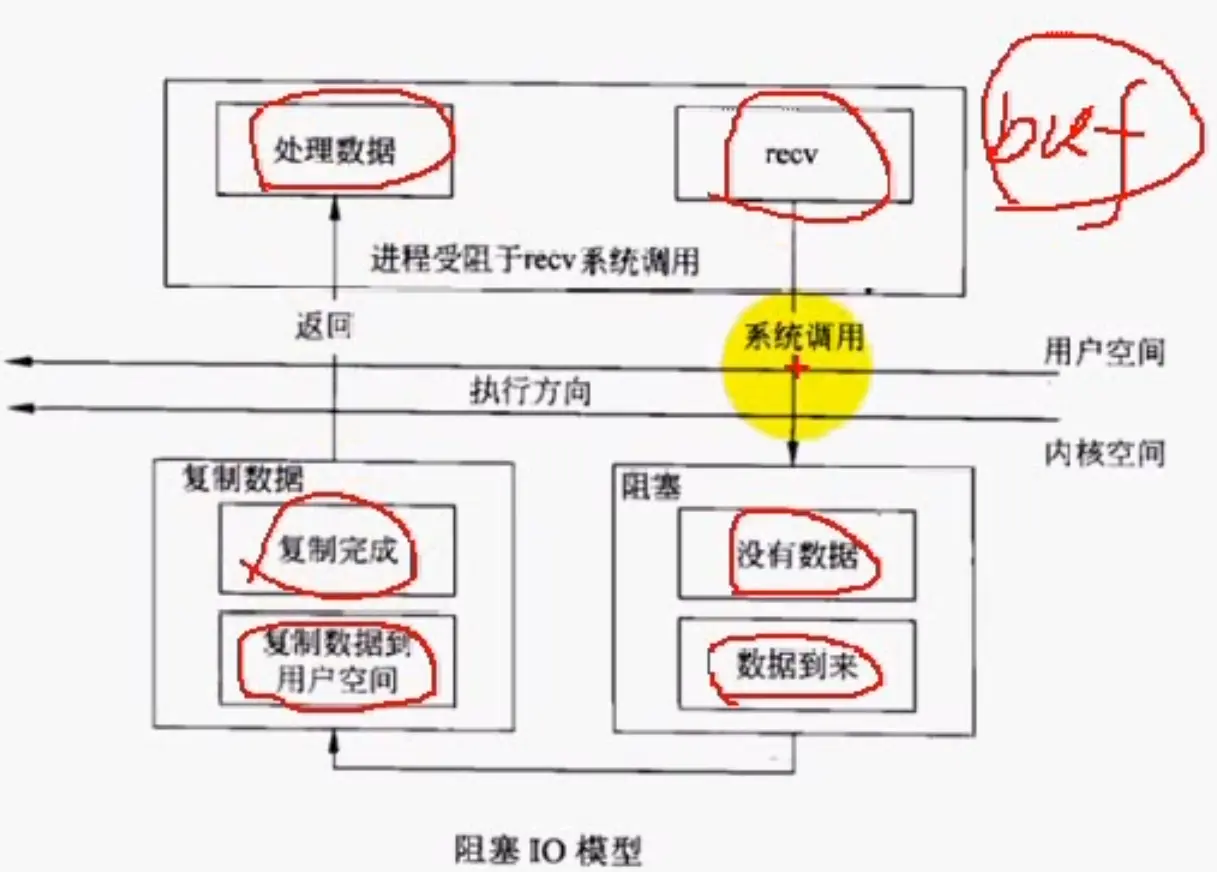 buf
处理数据
recv
进程受阻于recv系统调用
返回
系统调用
用户空间
执行方向
内核空间
复制数据
阻塞
复制完成
没有数据
复制数据到
用户空间
数据到来
阻塞IO 模型